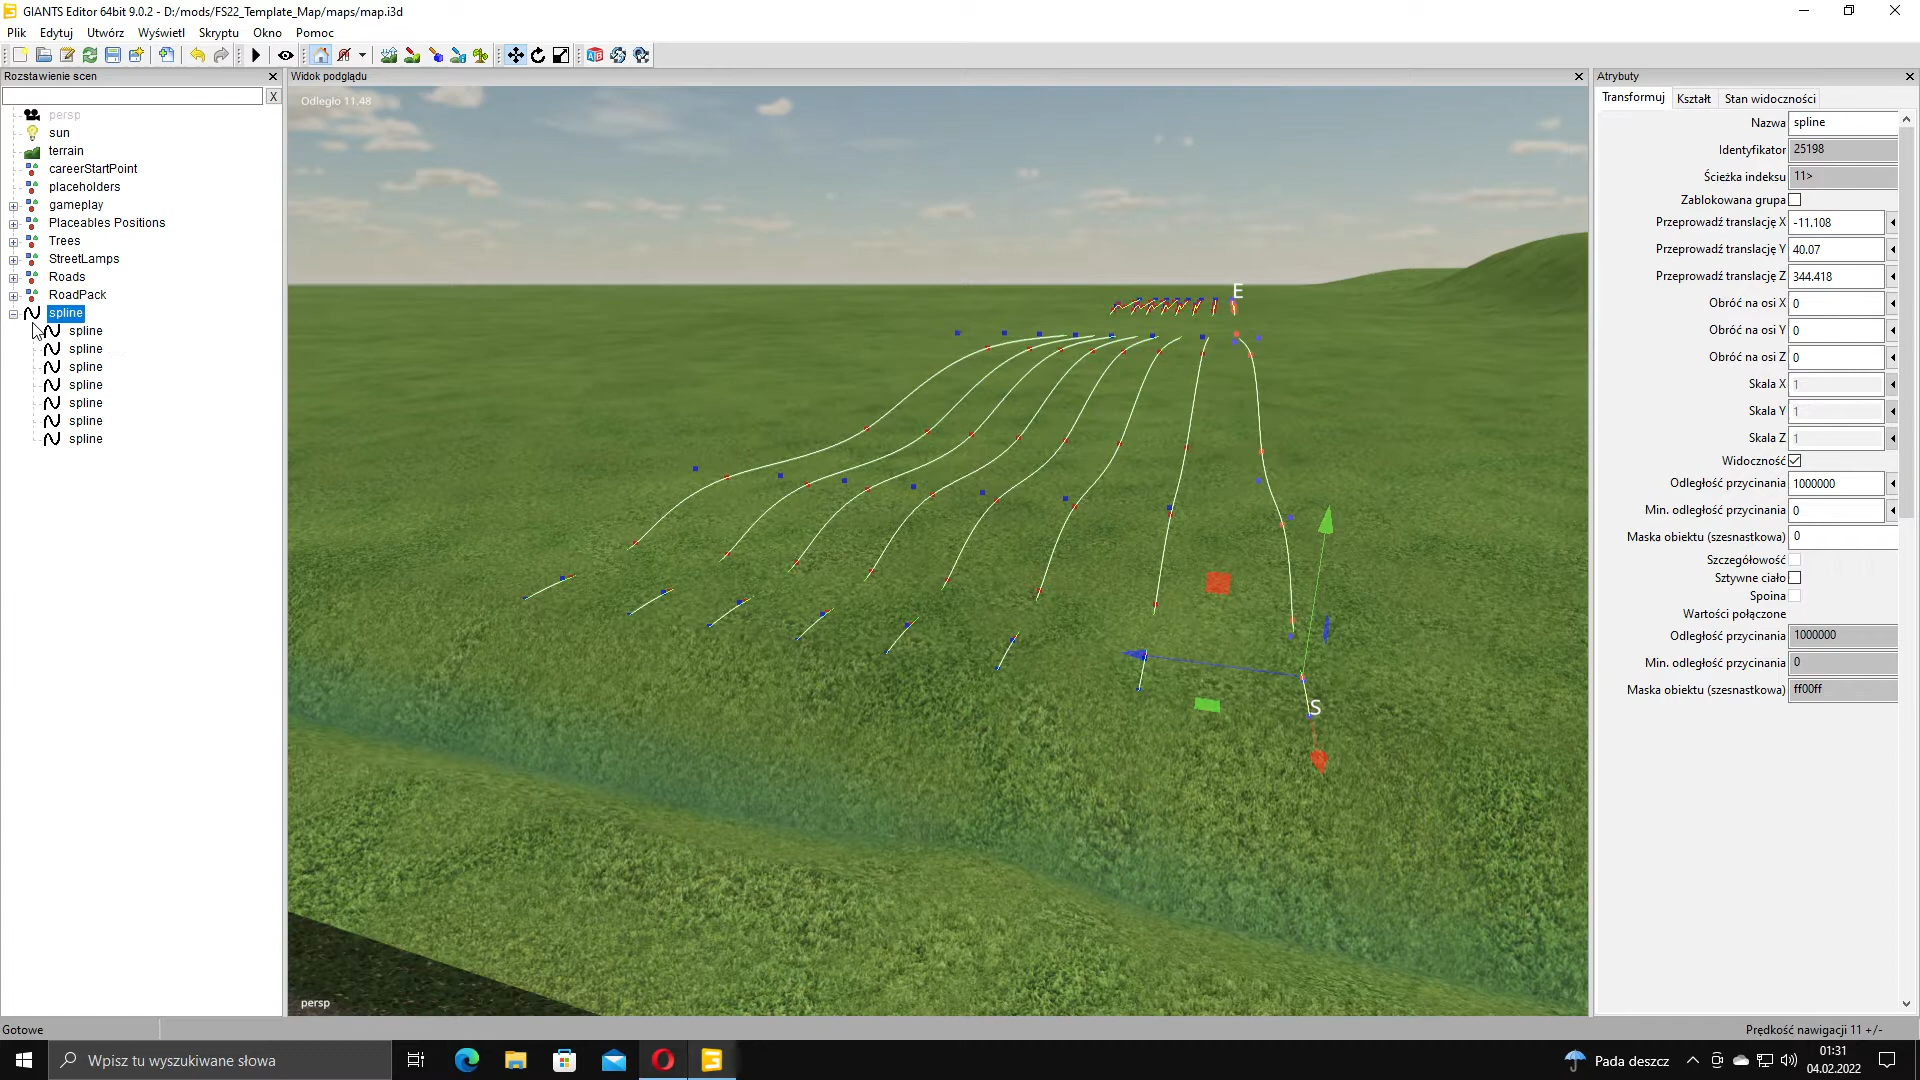 GIANTS Editor 64bit 9.0.2 - D:/mods/FS22_Template_Map/maps/map.i3d
Plik Edytuj Utwórz Wyświetl Skryptu Okno Pomoc
Rozstawienie scen
X
persp
sun
terrain
careerStartPoint
placeholders
gameplay
Placeables Positions
Trees
StreetLamps
Roads
RoadPack
spline
spline
spline
spline
spline
spline
spline
spline
Widok podglądu
Odległo 11.48
E
S
persp
Atrybuty
Transformuj Kształt Stan widoczności
Nazwa spline
Identyfikator 25198
Ścieżka indeksu 11>
Zablokowana grupa
Przeprowadź translację X -11.108
Przeprowadź translację Y 40.07
Przeprowadź translację Z 344.418
Obróć na osi X 0
Obróć na osi Y 0
Obróć na osi Z 0
Skala X 1
Skala Y 1
Skala Z 1
Widoczność
Odległość przycinania 1000000
Min. odległość przycinania 0
Maska obiektu (szesnastkowa) 0
Szczegółowość
Sztywne ciało
Spoina
Wartości połączone
Odległość przycinania 1000000
Min. odległość przycinania 0
Maska obiektu (szesnastkowa) ff00ff
Gotowe
Prędkość nawigacji 11 +/-
Wpisz tu wyszukiwane słowa
Pada deszcz
01:31
04.02.2022